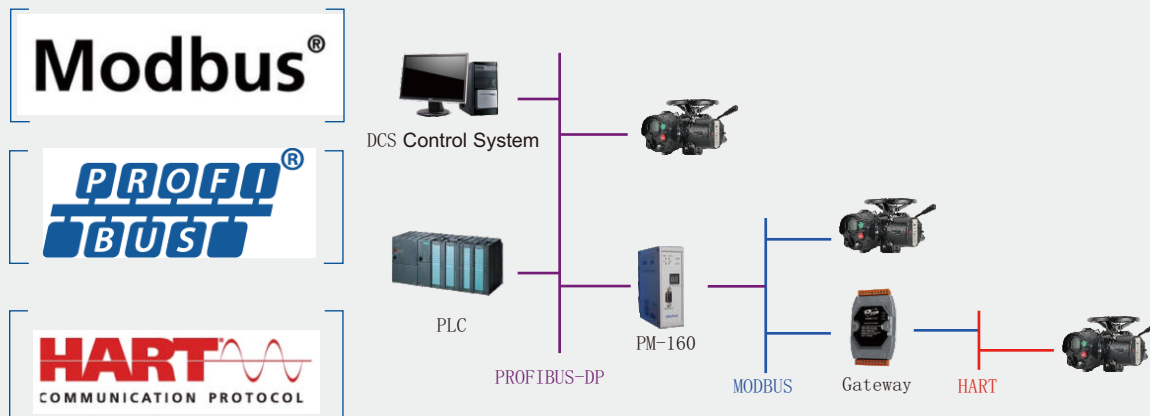 Modbus®
PROFI®
BUS
HART
COMMUNICATION PROTOCOL
DCS Control System
PLC
PM-160
PROFIBUS-DP
MODBUS
Gateway
HART